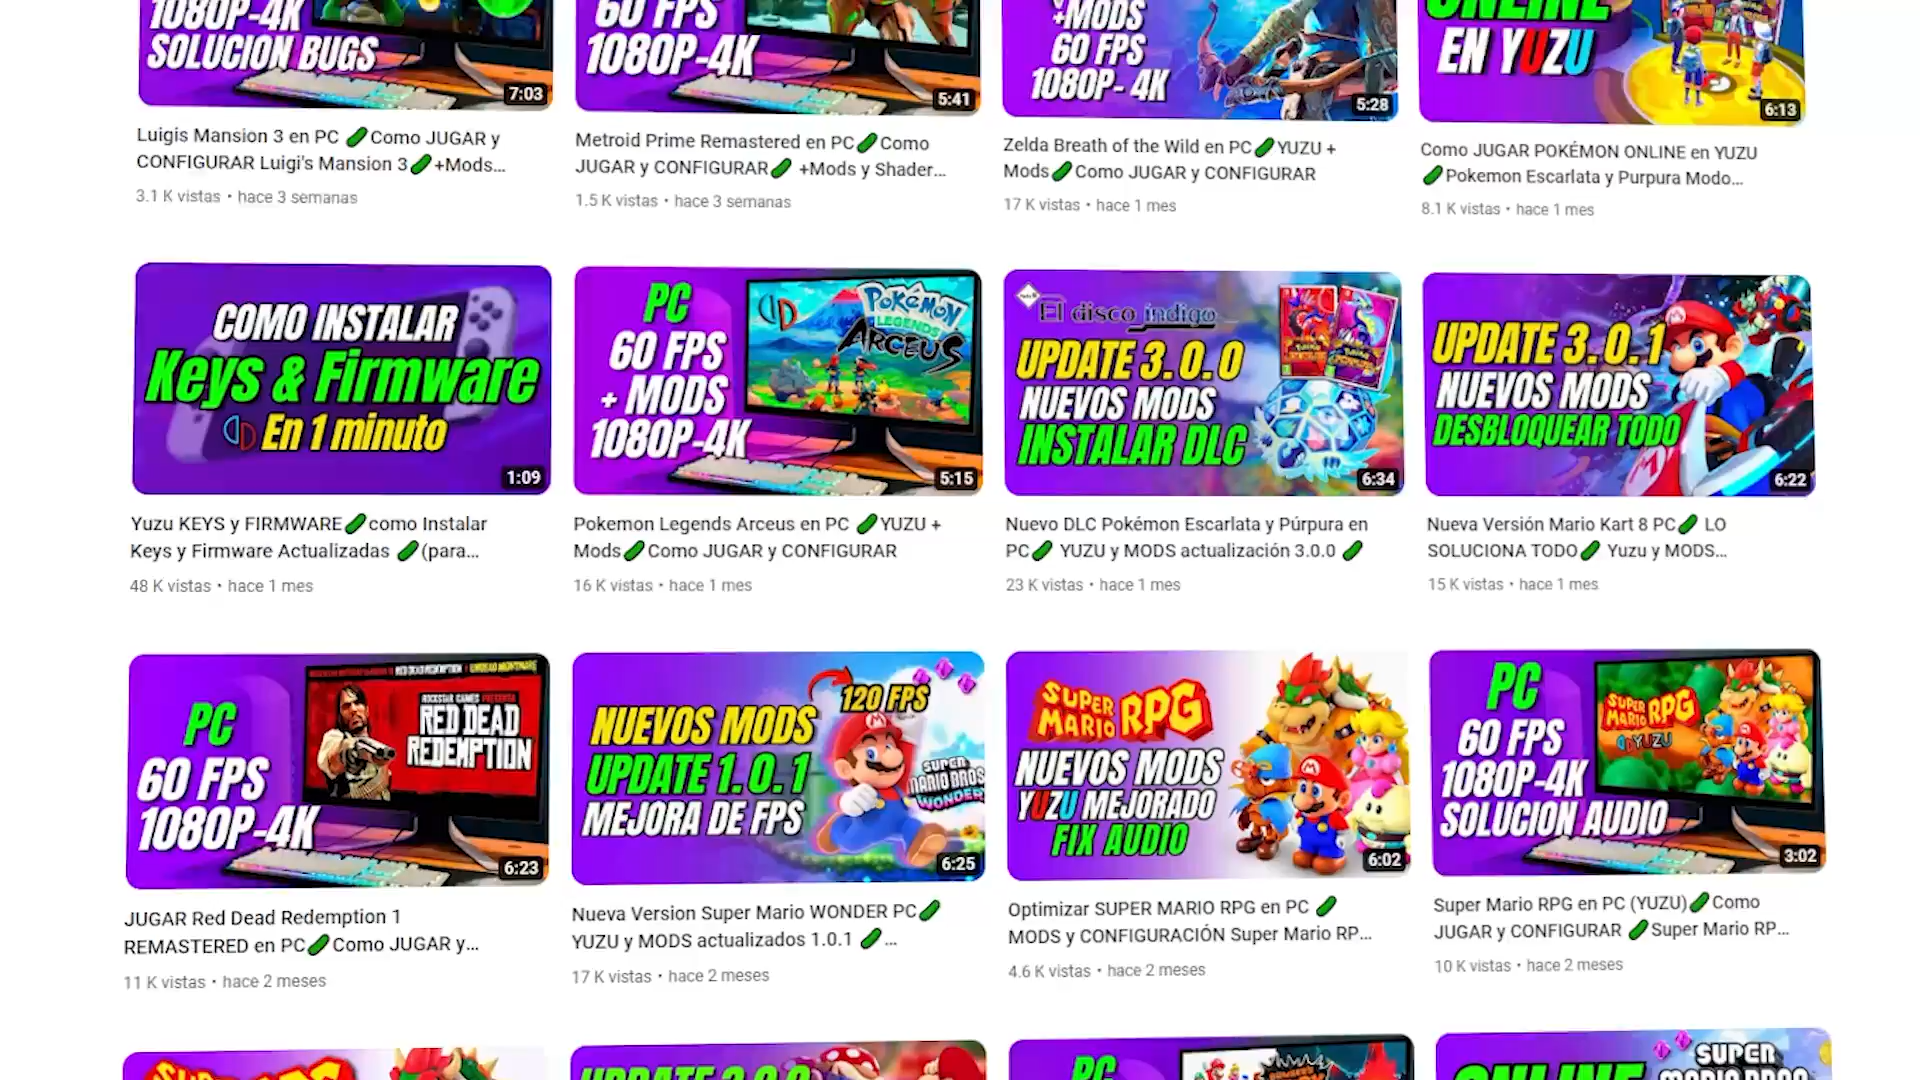 1080P-4K
SOLUCION BUGS
7:03
60 FPS
1080P-4K
5:41
+MODS
60 FPS
1080P- 4K
5:28
ONLINE
EN YUZU
6:13
Luigis Mansion 3 en PC Como JUGAR y
CONFIGURAR Luigi's Mansion 3 +Mods...
3.1 K vistas • hace 3 semanas
Metroid Prime Remastered en PC Como
JUGAR y CONFIGURAR +Mods y Shader...
1.5 K vistas • hace 3 semanas
Zelda Breath of the Wild en PC YUZU +
Mods Como JUGAR y CONFIGURAR
17 K vistas • hace 1 mes
Como JUGAR POKÉMON ONLINE en YUZU
Pokemon Escarlata y Purpura Modo...
8.1 K vistas • hace 1 mes
COMO INSTALAR
Keys & Firmware
En 1 minuto
1:09
PC
60 FPS
+ MODS
1080P-4K
POKÉMON
LEGENDS
ARCEUS
5:15
El disco índigo
UPDATE 3.0.0
NUEVOS MODS
INSTALAR DLC
6:34
UPDATE 3.0.1
NUEVOS MODS
DESBLOQUEAR TODO
6:22
Yuzu KEYS y FIRMWARE como Instalar
Keys y Firmware Actualizadas (para...
48 K vistas • hace 1 mes
Pokemon Legends Arceus en PC YUZU +
Mods Como JUGAR y CONFIGURAR
16 K vistas • hace 1 mes
Nuevo DLC Pokémon Escarlata y Púrpura en
PC YUZU y MODS actualización 3.0.0
23 K vistas • hace 1 mes
Nueva Versión Mario Kart 8 PC LO
SOLUCIONA TODO Yuzu y MODS...
15 K vistas • hace 1 mes
PC
60 FPS
1080P-4K
ROCKSTAR GAMES PRESENTA
RED DEAD
REDEMPTION
6:23
120 FPS
NUEVOS MODS
UPDATE 1.0.1
MEJORA DE FPS
SUPER
MARIO BROS
WONDER
6:25
SUPER
MARIO RPG
NUEVOS MODS
YUZU MEJORADO
FIX AUDIO
6:02
PC
60 FPS
1080P-4K
SOLUCION AUDIO
SUPER
MARIO RPG
YUZU
3:02
JUGAR Red Dead Redemption 1
REMASTERED en PC Como JUGAR y...
11 K vistas • hace 2 meses
Nueva Version Super Mario WONDER PC
YUZU y MODS actualizados 1.0.1 ...
17 K vistas • hace 2 meses
Optimizar SUPER MARIO RPG en PC
MODS y CONFIGURACIÓN Super Mario RP...
4.6 K vistas • hace 2 meses
Super Mario RPG en PC (YUZU) Como
JUGAR y CONFIGURAR Super Mario RP...
10 K vistas • hace 2 meses
PC
ONLINE
SUPER